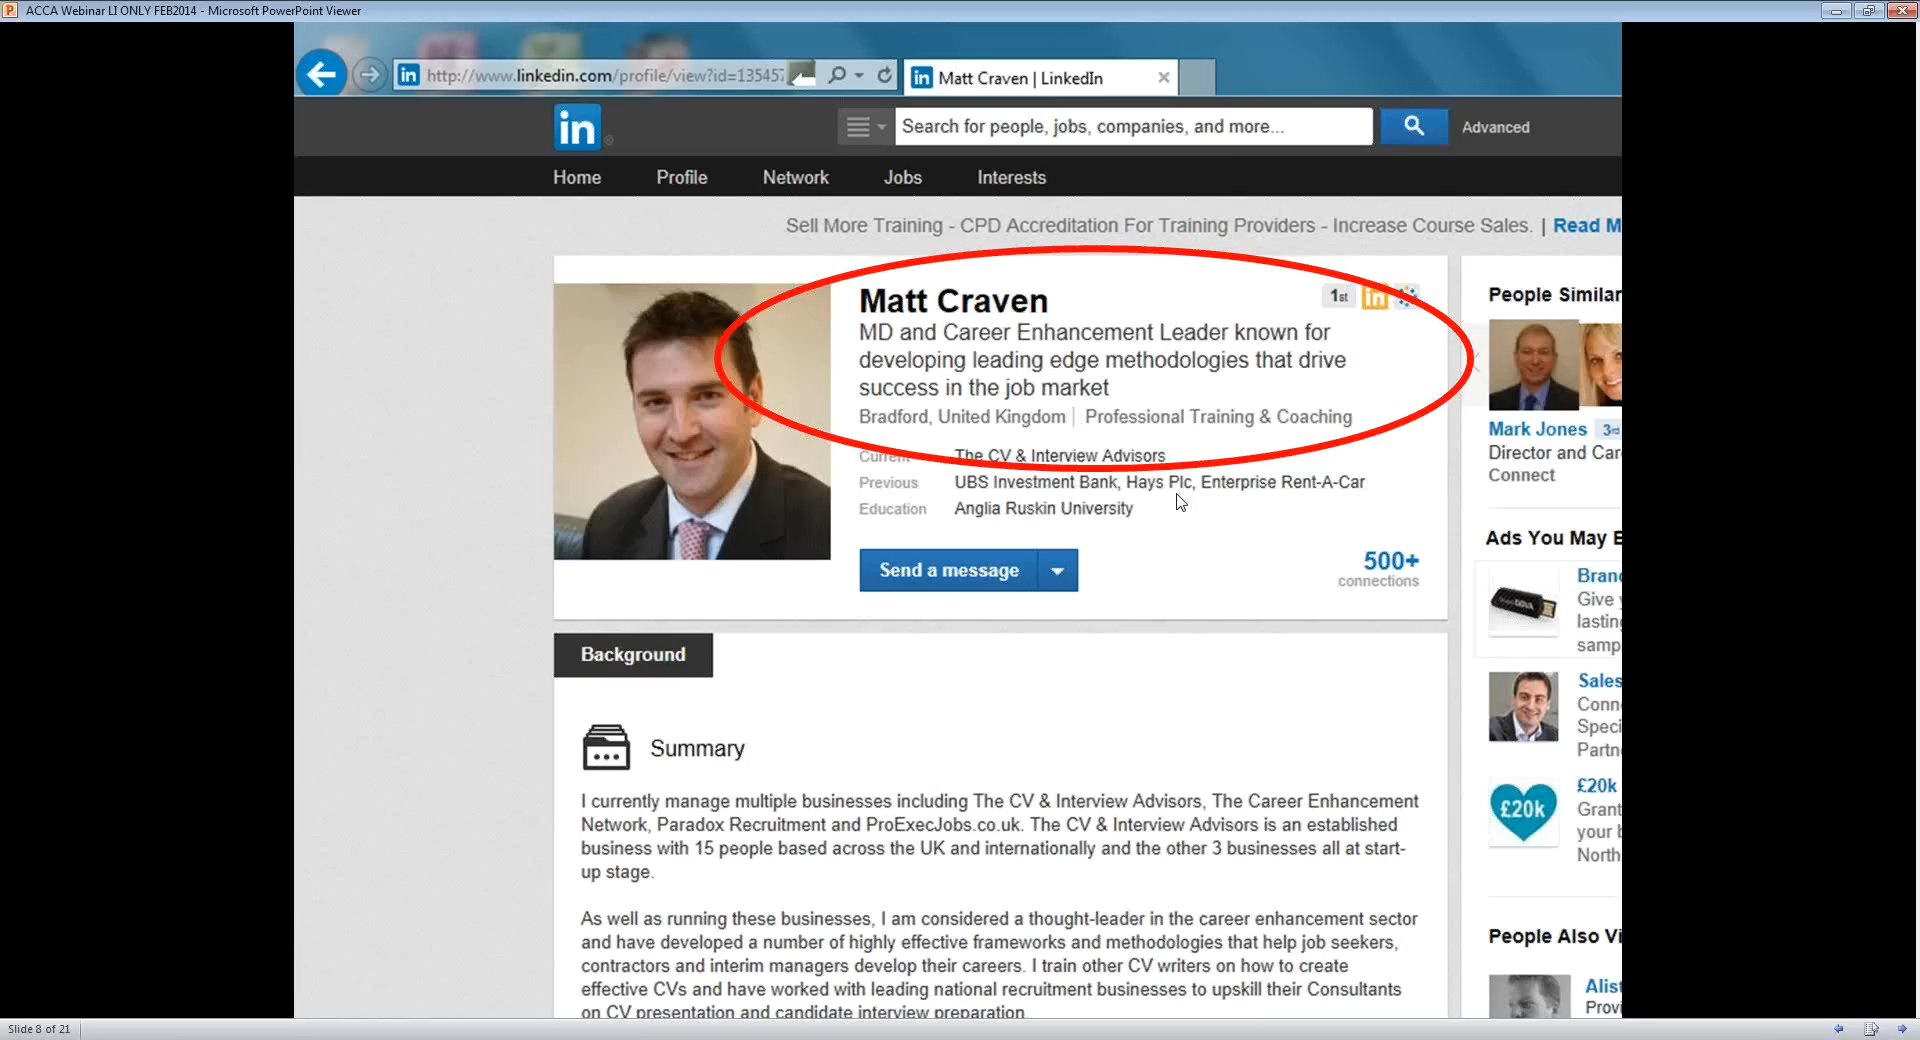 ACCA Webinar LI ONLY FEB2014 - Microsoft PowerPoint Viewer
in http://www.linkedin.com/profile/view?id=13545
in Matt Craven | LinkedIn
in
Search for people, jobs, companies, and more...
Advanced
Home Profile Network Jobs Interests
Sell More Training - CPD Accreditation For Training Providers - Increase Course Sales. | Read M
Matt Craven
1st in
MD and Career Enhancement Leader known for
developing leading edge methodologies that drive
success in the job market
Bradford, United Kingdom | Professional Training & Coaching
Current The CV & Interview Advisors
Previous UBS Investment Bank, Hays Plc, Enterprise Rent-A-Car
Education Anglia Ruskin University
Send a message
500+
connections
Background
Summary
I currently manage multiple businesses including The CV & Interview Advisors, The Career Enhancement
Network, Paradox Recruitment and ProExecJobs.co.uk. The CV & Interview Advisors is an established
business with 15 people based across the UK and internationally and the other 3 businesses all at start-
up stage.
As well as running these businesses, I am considered a thought-leader in the career enhancement sector
and have developed a number of highly effective frameworks and methodologies that help job seekers,
contractors and interim managers develop their careers. I train other CV writers on how to create
effective CVs and have worked with leading national recruitment businesses to upskill their Consultants
on CV presentation and candidate interview preparation.
People Similar
Mark Jones 3rd
Director and Car
Connect
Ads You May E
Brand
Give y
lasting
samp
Sales
Conn
Speci
Partn
£20k
£20k
Grant
your b
North
People Also Vi
Alist
Provi
Slide 8 of 21